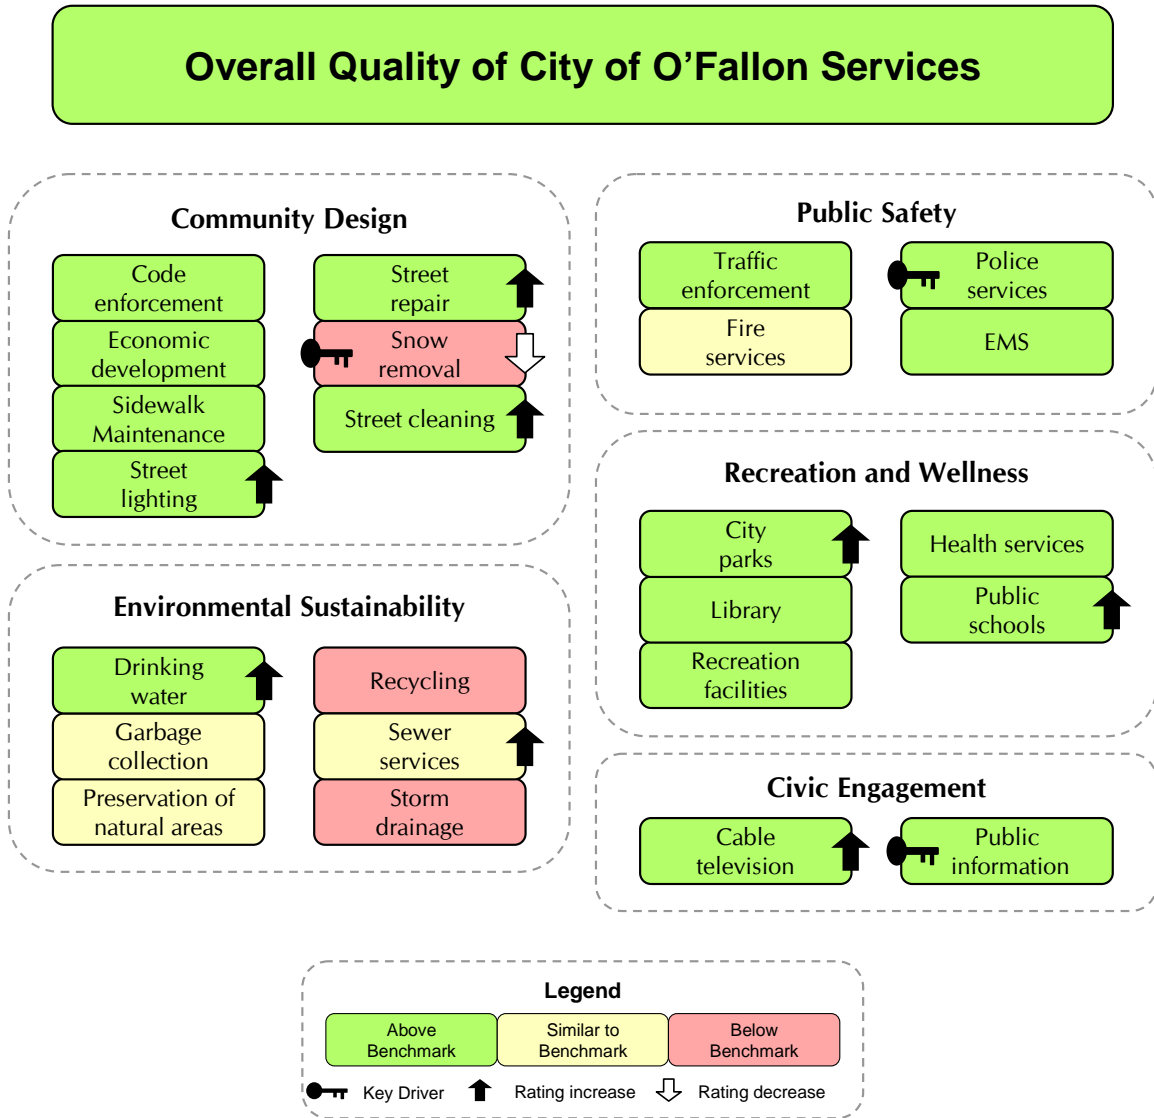 Overall Quality of City of O’Fallon Services
Community Design
Code
enforcement
Economic
development
Sidewalk
Maintenance
Street
lighting
Street
repair
Snow
removal
Street cleaning
Environmental Sustainability
Drinking
water
Garbage
collection
Preservation of
natural areas
Recycling
Sewer
services
Storm
drainage
Public Safety
Traffic
enforcement
Fire
services
Police
services
EMS
Recreation and Wellness
City
parks
Library
Recreation
facilities
Health services
Public
schools
Civic Engagement
Cable
television
Public
information
Legend
Above
Benchmark
Similar to
Benchmark
Below
Benchmark
Key Driver
Rating increase
Rating decrease